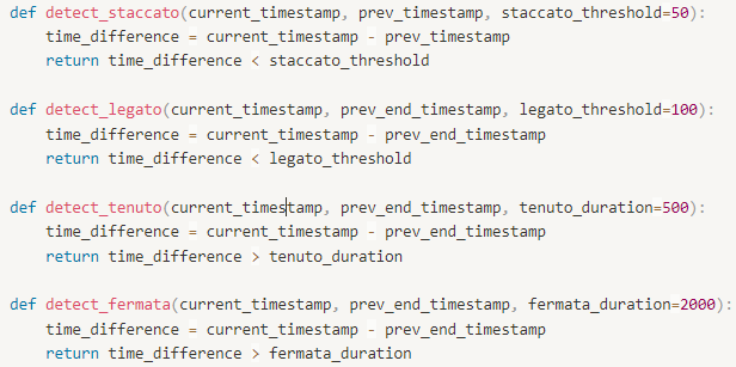 def detect_staccato(current_timestamp, prev_timestamp, staccato_threshold=50):
    time_difference = current_timestamp - prev_timestamp
    return time_difference < staccato_threshold

def detect_legato(current_timestamp, prev_end_timestamp, legato_threshold=100):
    time_difference = current_timestamp - prev_end_timestamp
    return time_difference < legato_threshold

def detect_tenuto(current_timestamp, prev_end_timestamp, tenuto_duration=500):
    time_difference = current_timestamp - prev_end_timestamp
    return time_difference > tenuto_duration

def detect_fermata(current_timestamp, prev_end_timestamp, fermata_duration=2000):
    time_difference = current_timestamp - prev_end_timestamp
    return time_difference > fermata_duration